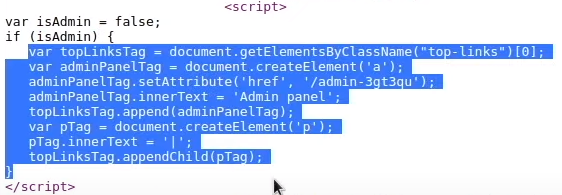 <script>
var isAdmin = false;
if (isAdmin) {
var topLinksTag = document.getElementsByClassName("top-links")[0];
var adminPanelTag = document.createElement('a');
adminPanelTag.setAttribute('href', '/admin-3gt3qu');
adminPanelTag.innerText = 'Admin panel';
topLinksTag.append(adminPanelTag);
var pTag = document.createElement('p');
pTag.innerText = '|';
topLinksTag.appendChild(pTag);
}
</script>